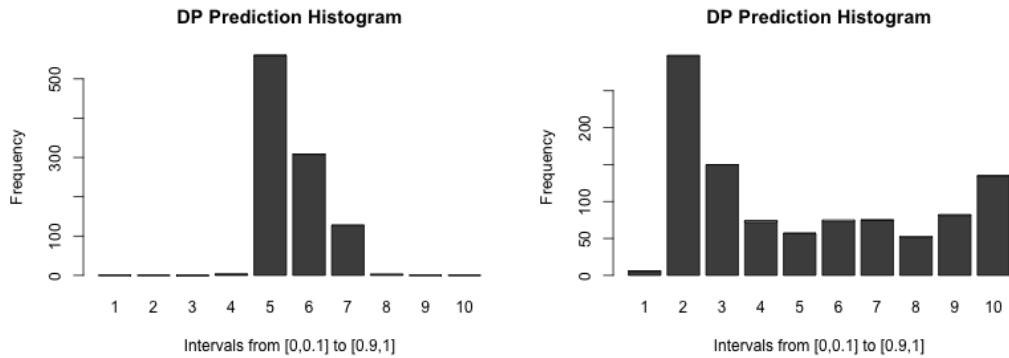 DP Prediction Histogram
Frequency
500
300
100
0
1 2 3 4 5 6 7 8 9 10
Intervals from [0,0.1] to [0.9,1]
DP Prediction Histogram
Frequency
200
100
50
0
1 2 3 4 5 6 7 8 9 10
Intervals from [0,0.1] to [0.9,1]